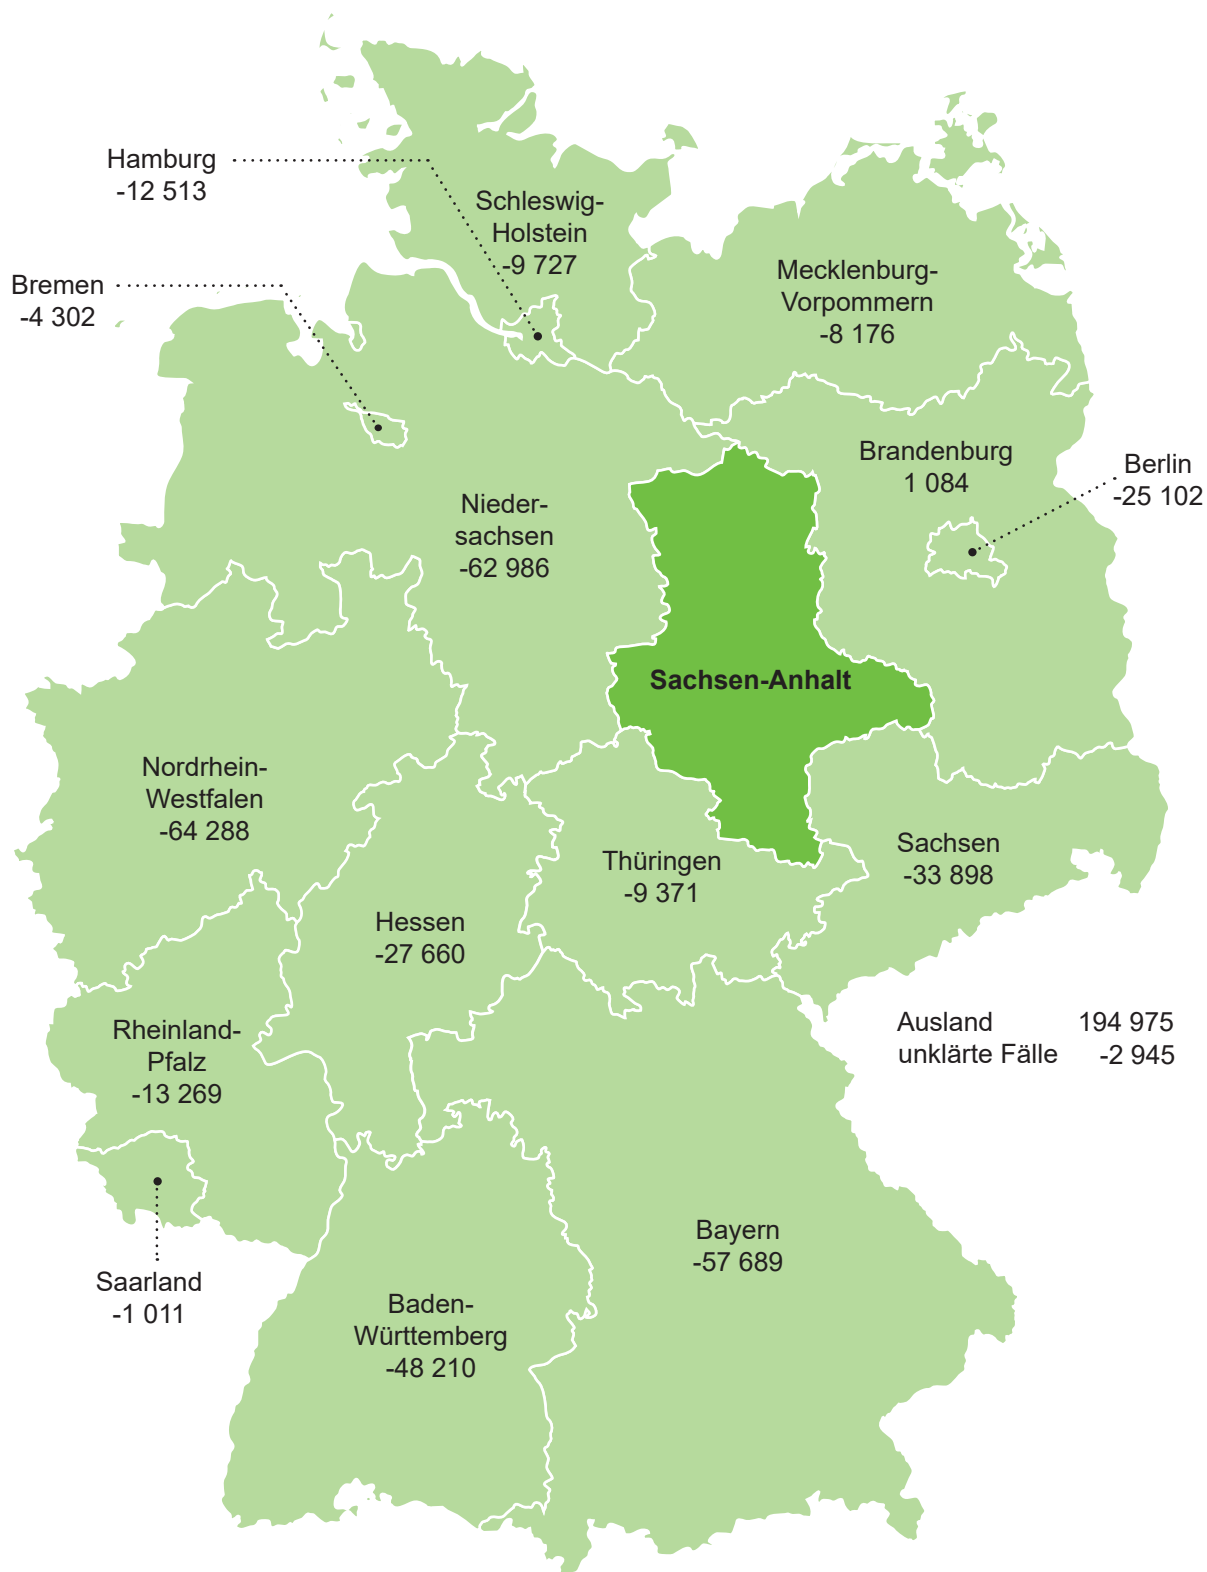 Hamburg
-12 513
Schleswig-
Holstein
-9 727
Bremen
-4 302
Mecklenburg-
Vorpommern
-8 176
Brandenburg
1 084
Berlin
-25 102
Nieder-
sachsen
-62 986
Sachsen-Anhalt
Nordrhein-
Westfalen
-64 288
Thüringen
-9 371
Sachsen
-33 898
Hessen
-27 660
Ausland 194 975
unklärte Fälle -2 945
Rheinland-
Pfalz
-13 269
Saarland
-1 011
Bayern
-57 689
Baden-
Württemberg
-48 210